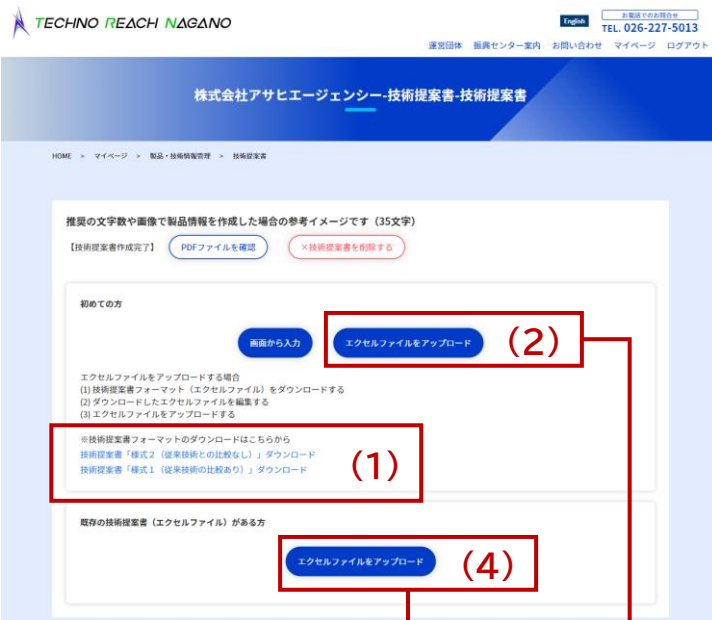 TECHNO REACH NAGANO
English
お電話でのお問合せ
TEL. 026-227-5013
運営団体 振興センター案内 お問い合わせ マイページ ログアウト
株式会社アサヒエージェンシー-技術提案書-技術提案書
HOME > マイページ > 製品・技術情報管理 > 技術提案書
推奨の文字数や画像で製品情報を作成した場合の参考イメージです（35文字）
【技術提案書作成完了】 PDFファイルを確認 ×技術提案書を削除する
初めての方
画面から入力 エクセルファイルをアップロード （2）
エクセルファイルをアップロードする場合
(1) 技術提案書フォーマット（エクセルファイル）をダウンロードする
(2) ダウンロードしたエクセルファイルを編集する
(3) エクセルファイルをアップロードする
※技術提案書フォーマットのダウンロードはこちらから
技術提案書「様式２（従来技術との比較なし）」ダウンロード
技術提案書「様式１（従来技術の比較あり）」ダウンロード
（1）
既存の技術提案書（エクセルファイル）がある方
エクセルファイルをアップロード （4）